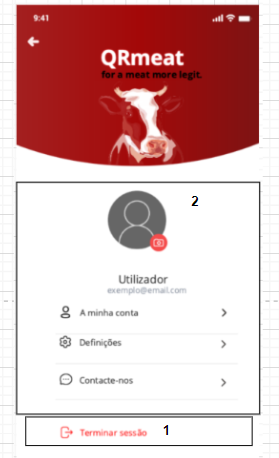 9:41
QRmeat
for a meat more legit.
2
Utilizador
exemplo@email.com
A minha conta
Definições
Contacte-nos
Terminar sessão 1